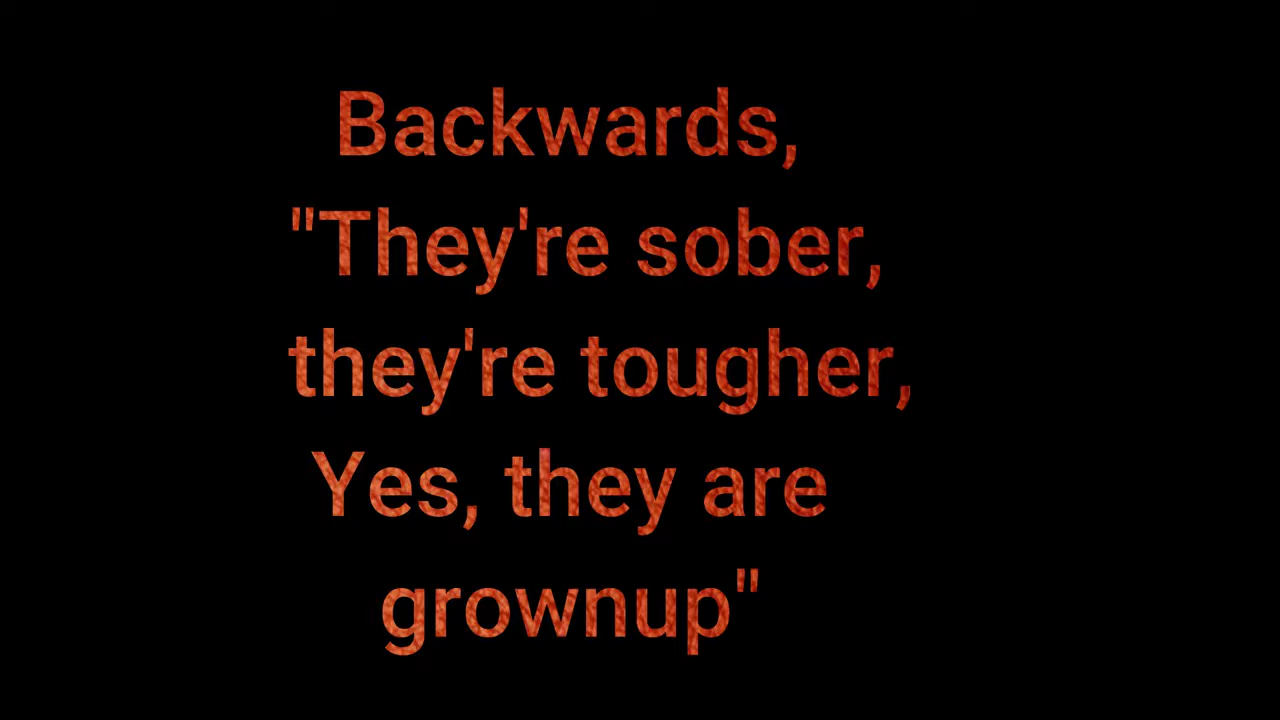 Backwards,
"They're sober,
they're tougher,
Yes, they are
grownup"